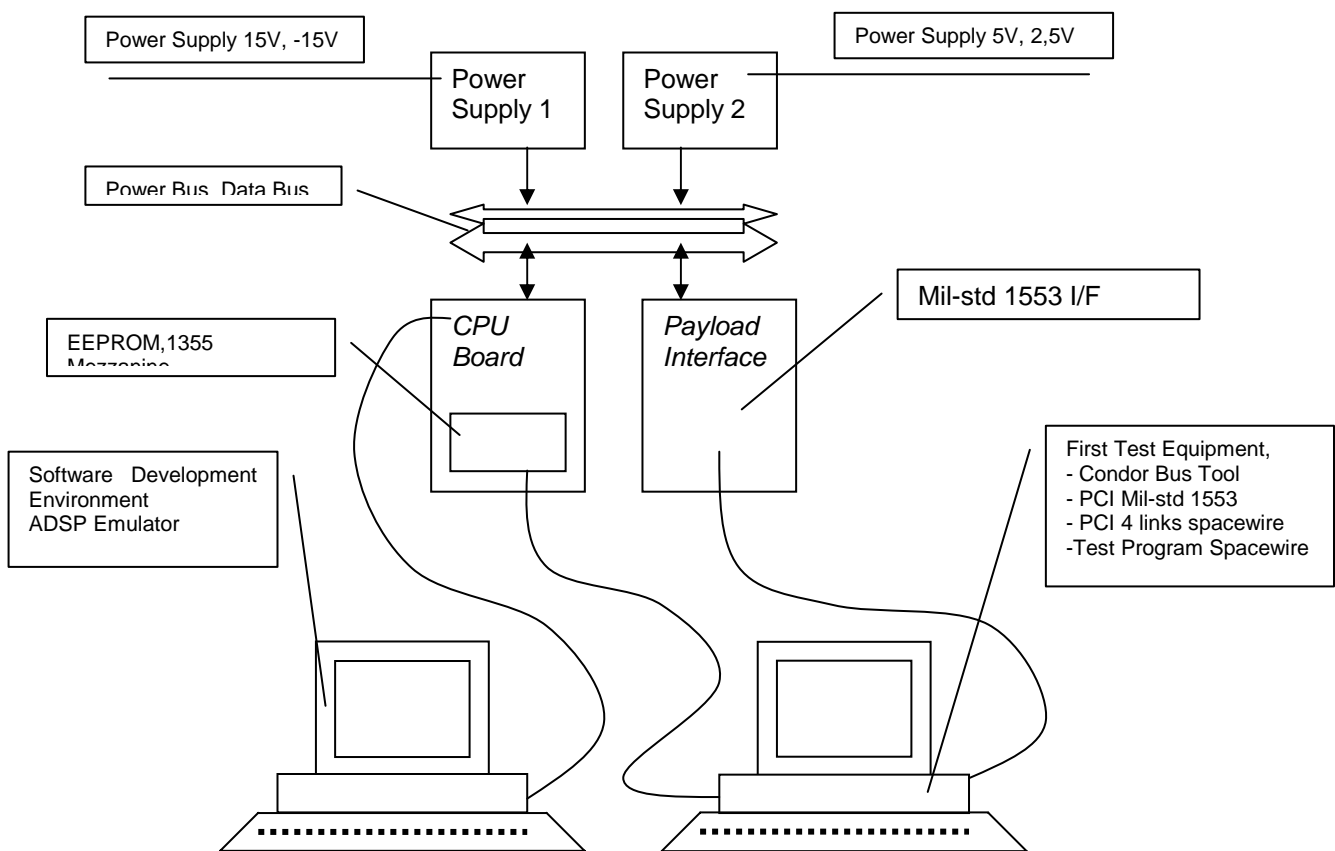 Power Supply 15V, -15V
Power Supply 5V, 2,5V
Power
Supply 1
Power
Supply 2
Power Bus, Data Bus
Mil-std 1553 I/F
CPU
Board
Payload
Interface
EEPROM,1355
Mezzanine
Software Development
Environment
ADSP Emulator
First Test Equipment,
- Condor Bus Tool
- PCI Mil-std 1553
- PCI 4 links spacewire
-Test Program Spacewire